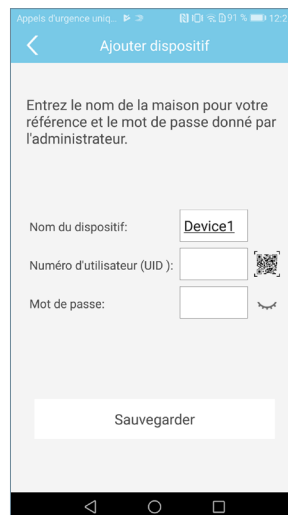 Appels d'urgence uniq... 91 % 12:2
Ajouter dispositif
Entrez le nom de la maison pour votre
référence et le mot de passe donné par
l'administrateur.
Nom du dispositif: Device1
Numéro d'utilisateur (UID ):
Mot de passe:
Sauvegarder